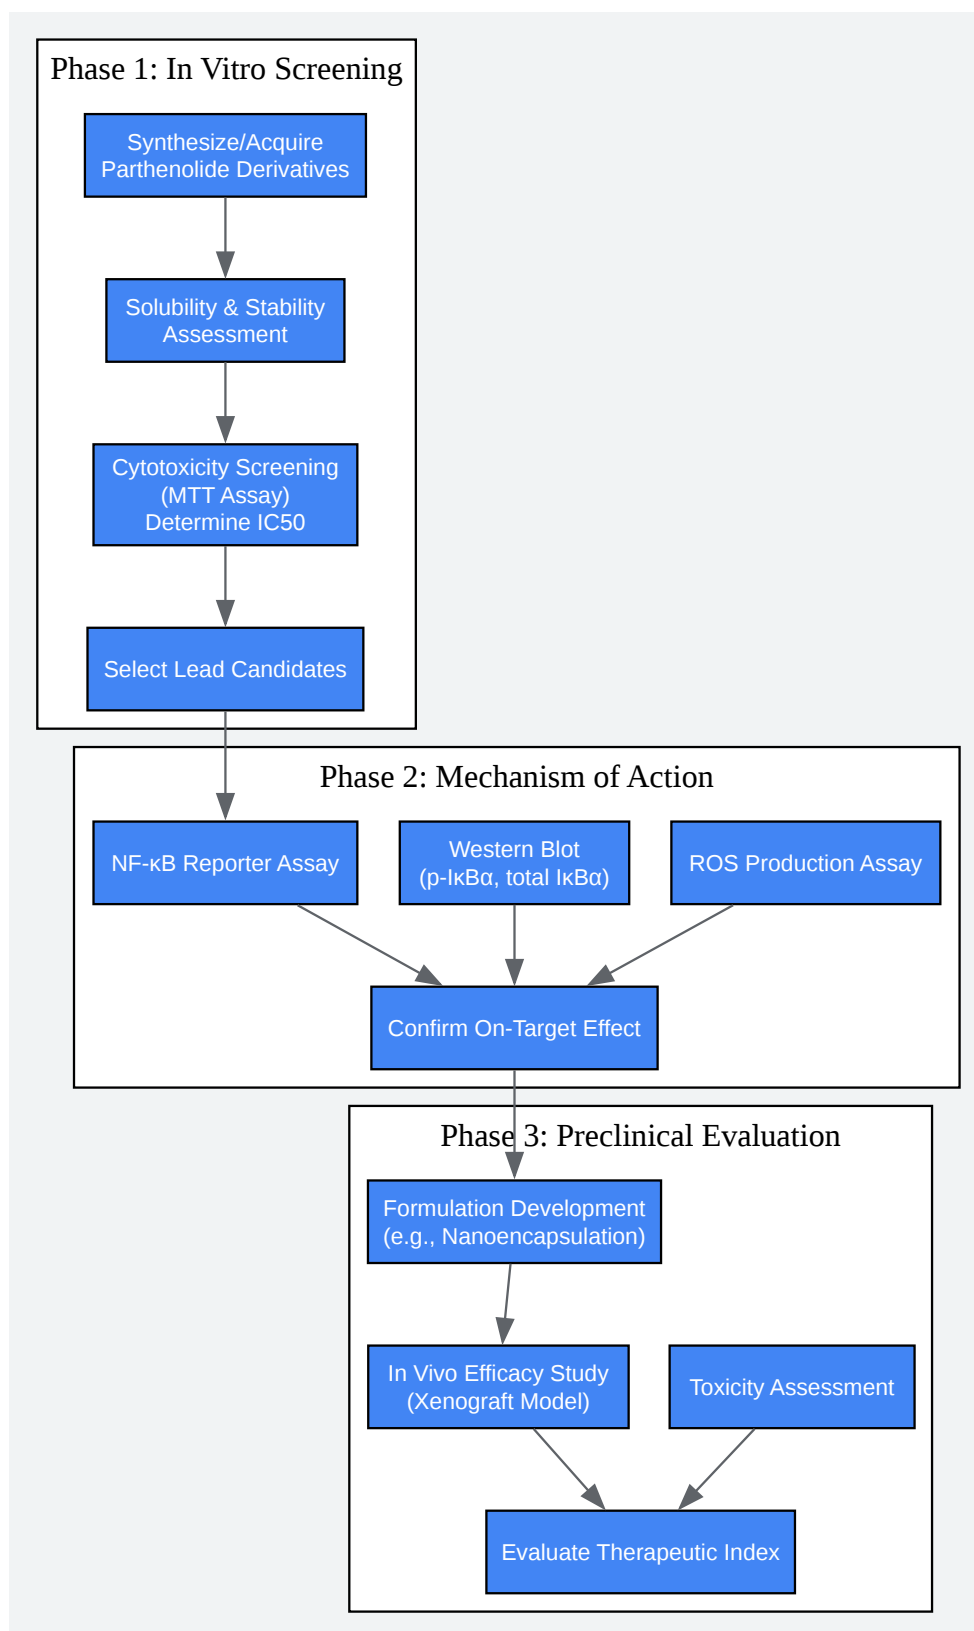 Phase 1: In Vitro Screening
Synthesize/Acquire
Parthenolide Derivatives
Solubility & Stability
Assessment
Cytotoxicity Screening
(MTT Assay)
Determine IC50
Select Lead Candidates
Phase 2: Mechanism of Action
NF-κB Reporter Assay
Western Blot
(p-IκBα, total IκBα)
ROS Production Assay
Confirm On-Target Effect
Phase 3: Preclinical Evaluation
Formulation Development
(e.g., Nanoencapsulation)
In Vivo Efficacy Study
(Xenograft Model)
Toxicity Assessment
Evaluate Therapeutic Index